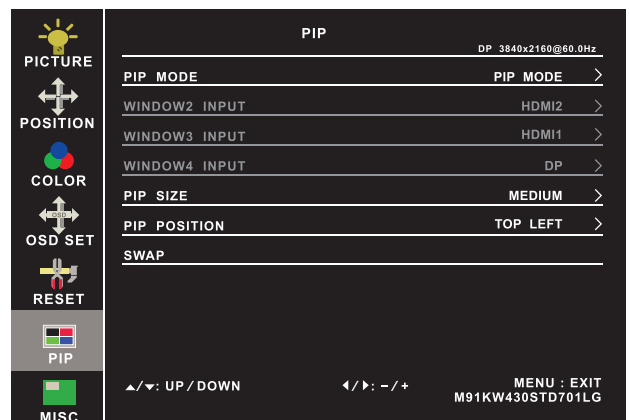 PIP
DP 3840x2160@60.0Hz
PICTURE
POSITION
COLOR
OSD
OSD SET
RESET
PIP
MISC
PIP MODE PIP MODE >
WINDOW2 INPUT HDMI2 >
WINDOW3 INPUT HDMI1 >
WINDOW4 INPUT DP >
PIP SIZE MEDIUM >
PIP POSITION TOP LEFT >
SWAP
▲/▼: UP / DOWN ◀/▶: – / + MENU : EXIT
M91KW430STD701LG